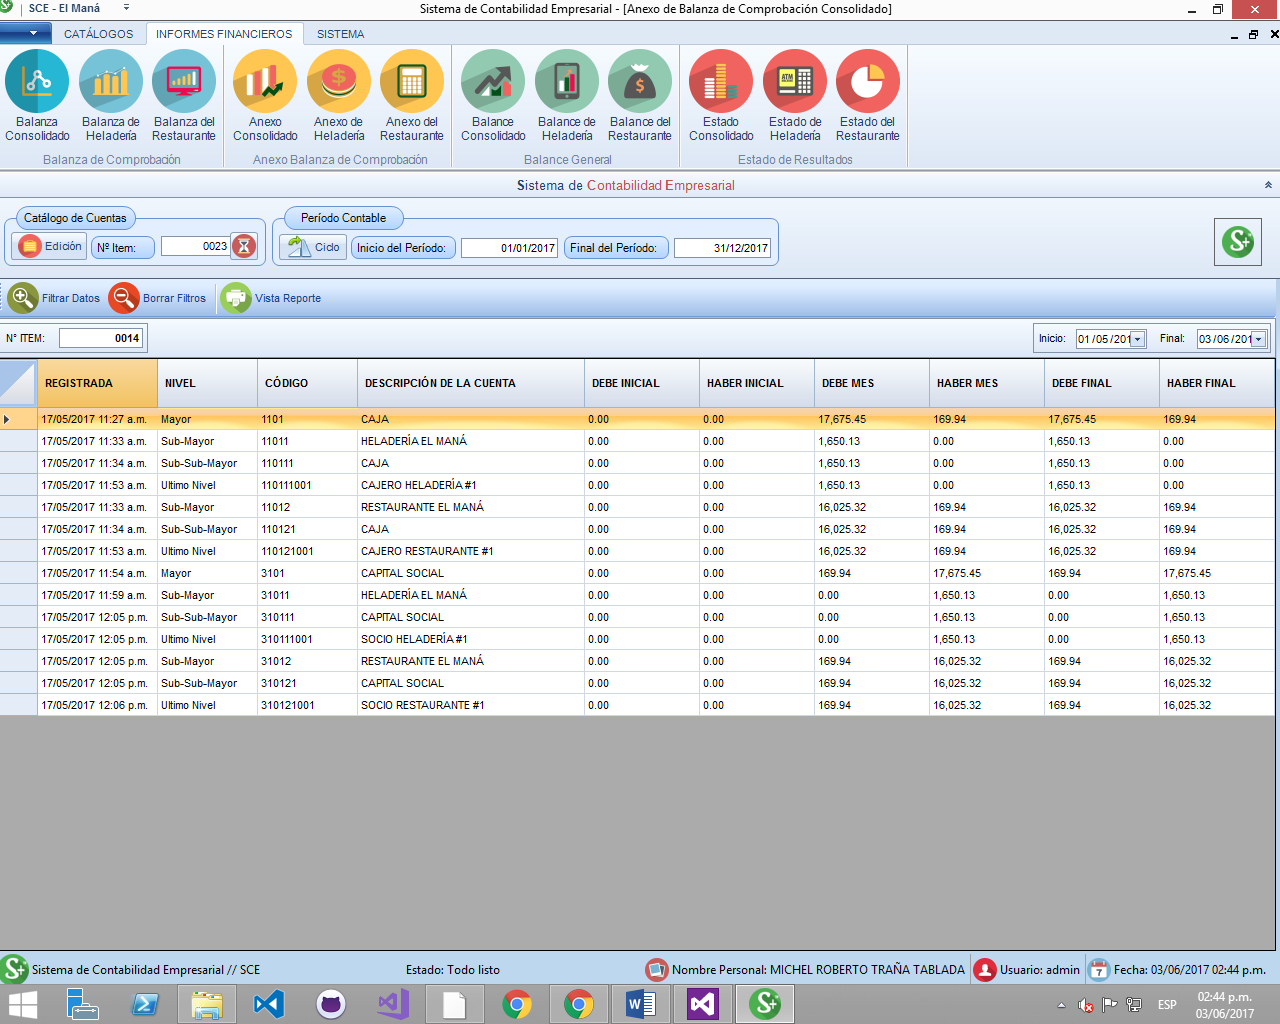 SCE - El Maná
Sistema de Contabilidad Empresarial - [Anexo de Balanza de Comprobación Consolidado]
CATÁLOGOS INFORMES FINANCIEROS SISTEMA
Balanza Consolidado Balanza de Heladería Balanza del Restaurante Anexo Consolidado Anexo de Heladería Anexo del Restaurante Balance Consolidado Balance de Heladería Balance del Restaurante Estado Consolidado Estado de Heladería Estado del Restaurante
Balanza de Comprobación Anexo Balanza de Comprobación Balance General Estado de Resultados
Sistema de Contabilidad Empresarial
Catálogo de Cuentas Período Contable
Edición Nº Item: 0023 Ciclo Inicio del Período: 01/01/2017 Final del Período: 31/12/2017
Filtrar Datos Borrar Filtros Vista Reporte
N° ITEM: 0014 Inicio: 01/05/201 Final: 03/06/201
REGISTRADA NIVEL CÓDIGO DESCRIPCIÓN DE LA CUENTA DEBE INICIAL HABER INICIAL DEBE MES HABER MES DEBE FINAL HABER FINAL
17/05/2017 11:27 a.m. Mayor 1101 CAJA 0.00 0.00 17,675.45 169.94 17,675.45 169.94
17/05/2017 11:33 a.m. Sub-Mayor 11011 HELADERÍA EL MANÁ 0.00 0.00 1,650.13 0.00 1,650.13 0.00
17/05/2017 11:34 a.m. Sub-Sub-Mayor 110111 CAJA 0.00 0.00 1,650.13 0.00 1,650.13 0.00
17/05/2017 11:53 a.m. Ultimo Nivel 110111001 CAJERO HELADERÍA #1 0.00 0.00 1,650.13 0.00 1,650.13 0.00
17/05/2017 11:33 a.m. Sub-Mayor 11012 RESTAURANTE EL MANÁ 0.00 0.00 16,025.32 169.94 16,025.32 169.94
17/05/2017 11:34 a.m. Sub-Sub-Mayor 110121 CAJA 0.00 0.00 16,025.32 169.94 16,025.32 169.94
17/05/2017 11:53 a.m. Ultimo Nivel 110121001 CAJERO RESTAURANTE #1 0.00 0.00 16,025.32 169.94 16,025.32 169.94
17/05/2017 11:54 a.m. Mayor 3101 CAPITAL SOCIAL 0.00 0.00 169.94 17,675.45 169.94 17,675.45
17/05/2017 11:59 a.m. Sub-Mayor 31011 HELADERÍA EL MANÁ 0.00 0.00 0.00 1,650.13 0.00 1,650.13
17/05/2017 12:05 p.m. Sub-Sub-Mayor 310111 CAPITAL SOCIAL 0.00 0.00 0.00 1,650.13 0.00 1,650.13
17/05/2017 12:05 p.m. Ultimo Nivel 310111001 SOCIO HELADERÍA #1 0.00 0.00 0.00 1,650.13 0.00 1,650.13
17/05/2017 12:05 p.m. Sub-Mayor 31012 RESTAURANTE EL MANÁ 0.00 0.00 169.94 16,025.32 169.94 16,025.32
17/05/2017 12:05 p.m. Sub-Sub-Mayor 310121 CAPITAL SOCIAL 0.00 0.00 169.94 16,025.32 169.94 16,025.32
17/05/2017 12:06 p.m. Ultimo Nivel 310121001 SOCIO RESTAURANTE #1 0.00 0.00 169.94 16,025.32 169.94 16,025.32
Sistema de Contabilidad Empresarial // SCE Estado: Todo listo Nombre Personal: MICHEL ROBERTO TRAÑA TABLADA Usuario: admin Fecha: 03/06/2017 02:44 p.m.
ESP 02:44 p.m.
03/06/2017